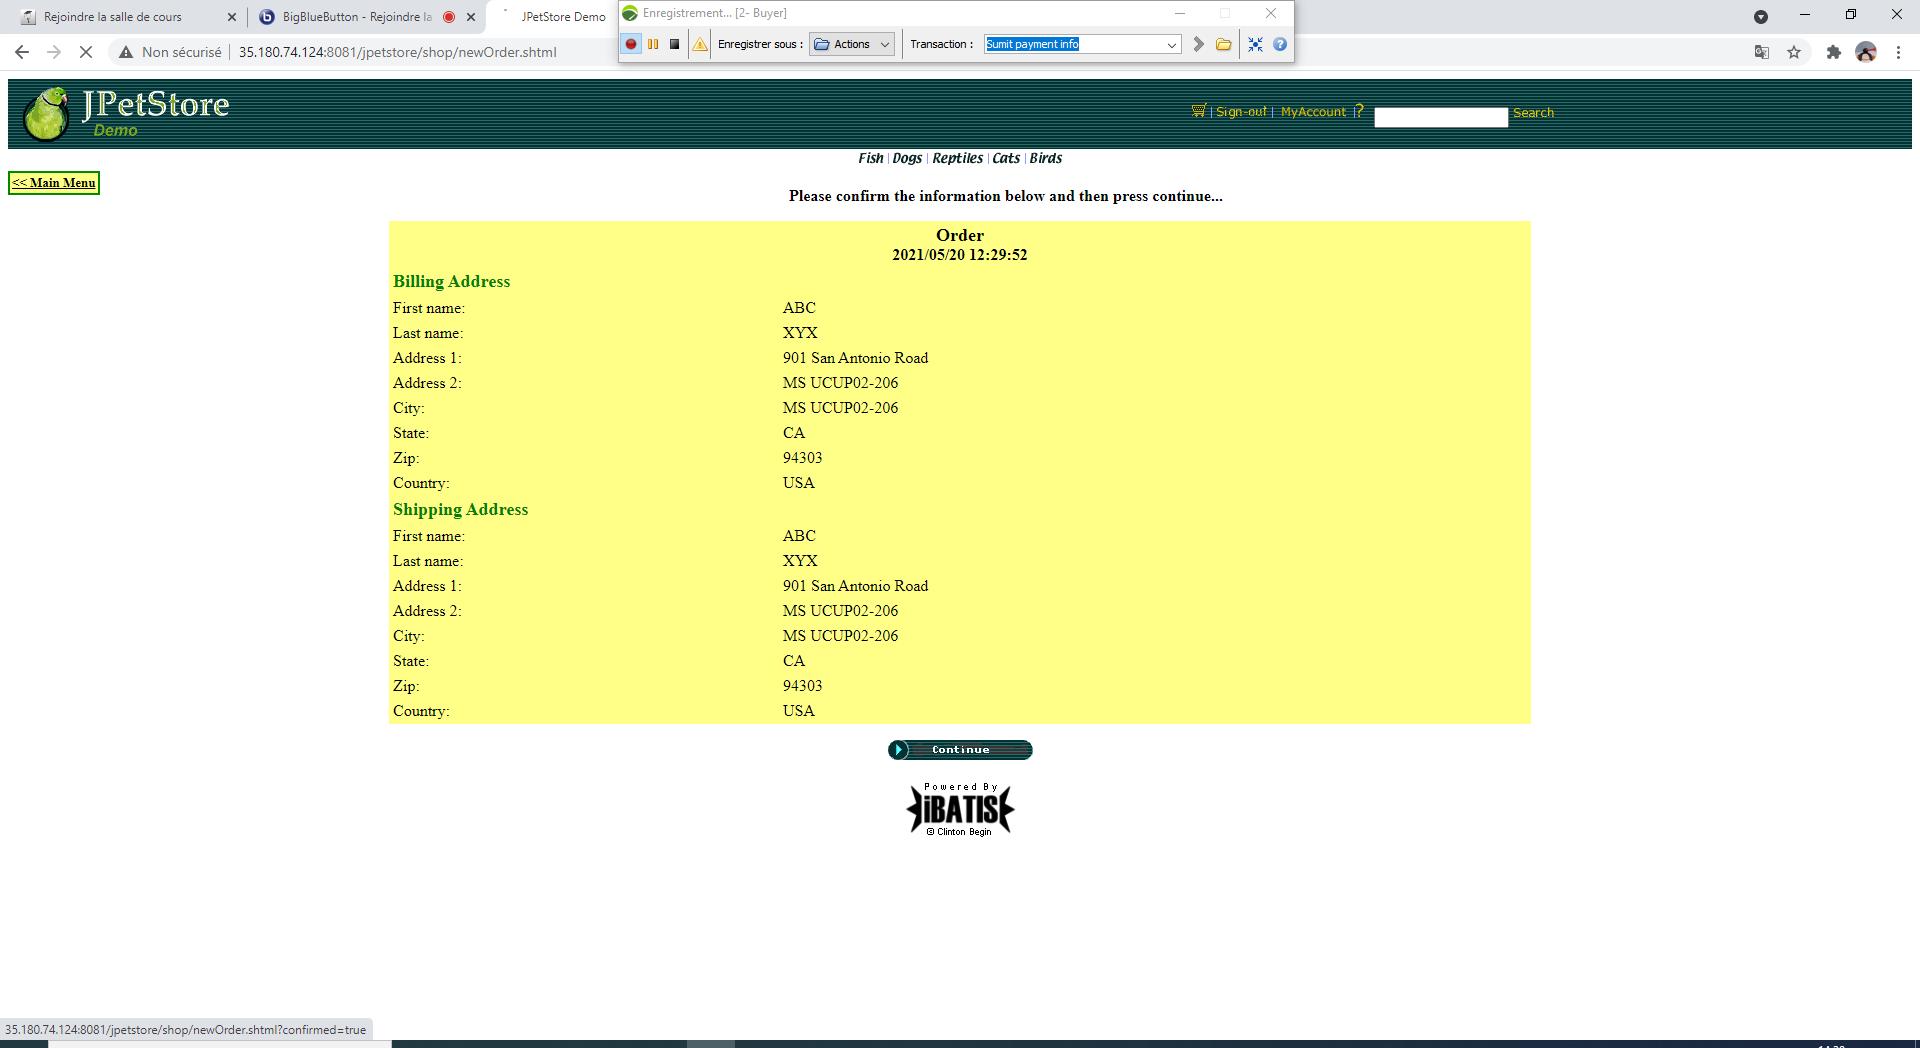 Rejoindre la salle de cours
BigBlueButton - Rejoindre la
JPetStore Demo
Enregistrement... [2- Buyer]
Enregistrer sous :
Actions
Transaction :
Sumit payment info
Non sécurisé
35.180.74.124:8081/jpetstore/shop/newOrder.shtml
JPetStore
Demo
| Sign-out | MyAccount | ?
Search
Fish | Dogs | Reptiles | Cats | Birds
<< Main Menu
Please confirm the information below and then press continue...
Order
2021/05/20 12:29:52
Billing Address
First name: ABC
Last name: XYX
Address 1: 901 San Antonio Road
Address 2: MS UCUP02-206
City: MS UCUP02-206
State: CA
Zip: 94303
Country: USA
Shipping Address
First name: ABC
Last name: XYX
Address 1: 901 San Antonio Road
Address 2: MS UCUP02-206
City: MS UCUP02-206
State: CA
Zip: 94303
Country: USA
Continue
Powered By
iBATIS
© Clinton Begin
35.180.74.124:8081/jpetstore/shop/newOrder.shtml?confirmed=true